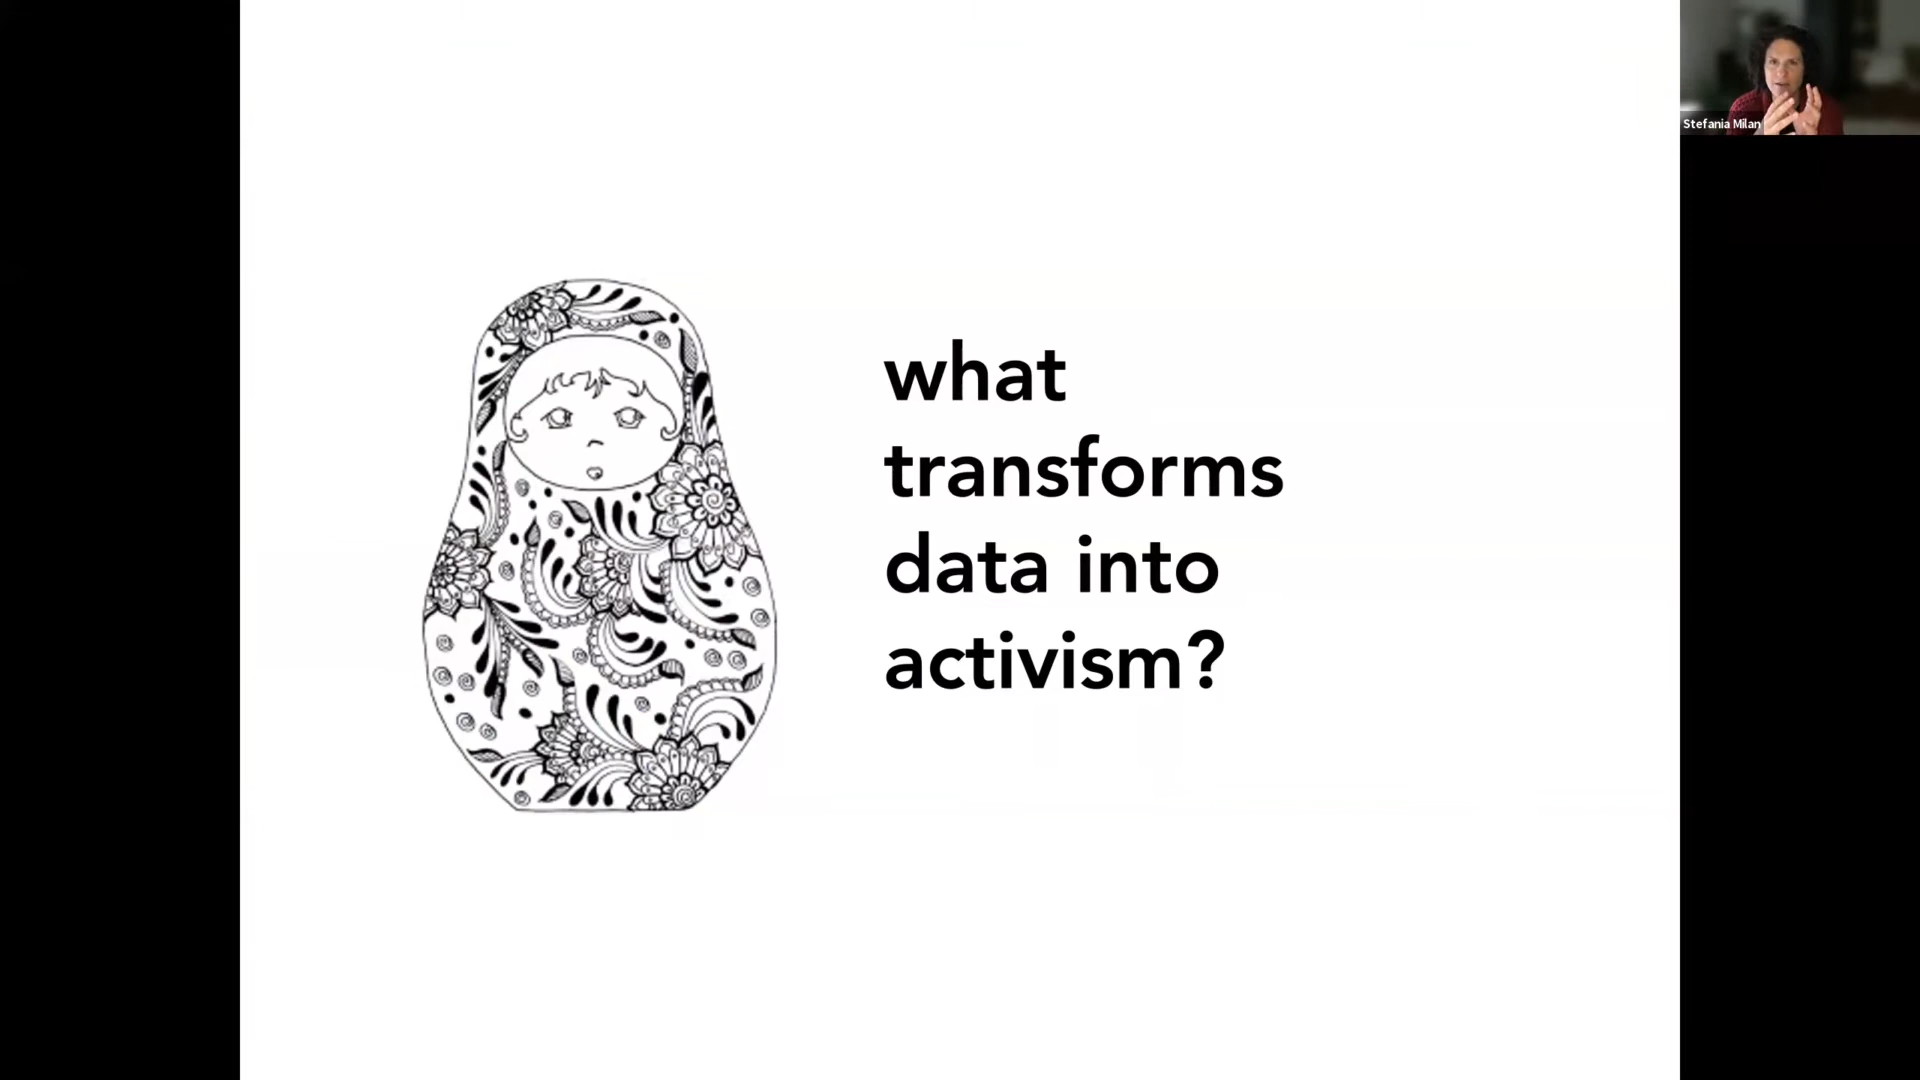 Stefania Milan
what
transforms
data into
activism?